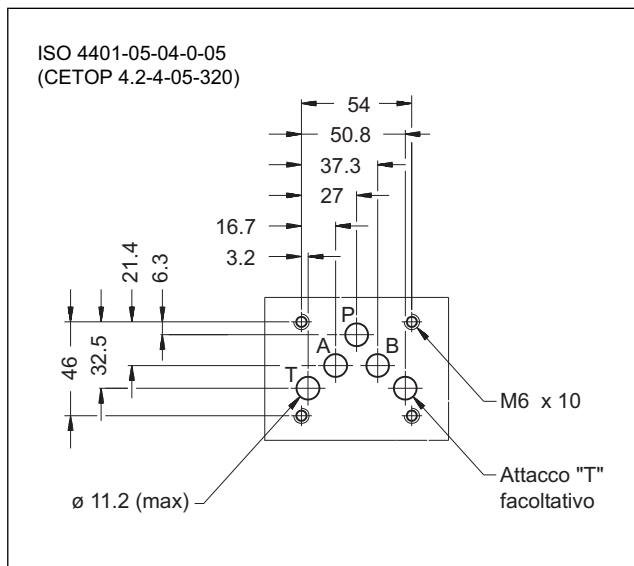 ISO 4401-05-04-0-05
(CETOP 4.2-4-05-320)
54
50.8
37.3
27
16.7
3.2
21.4
6.3
46
32.5
P
A
B
T
M6 x 10
ø 11.2 (max)
Attacco "T"
facoltativo